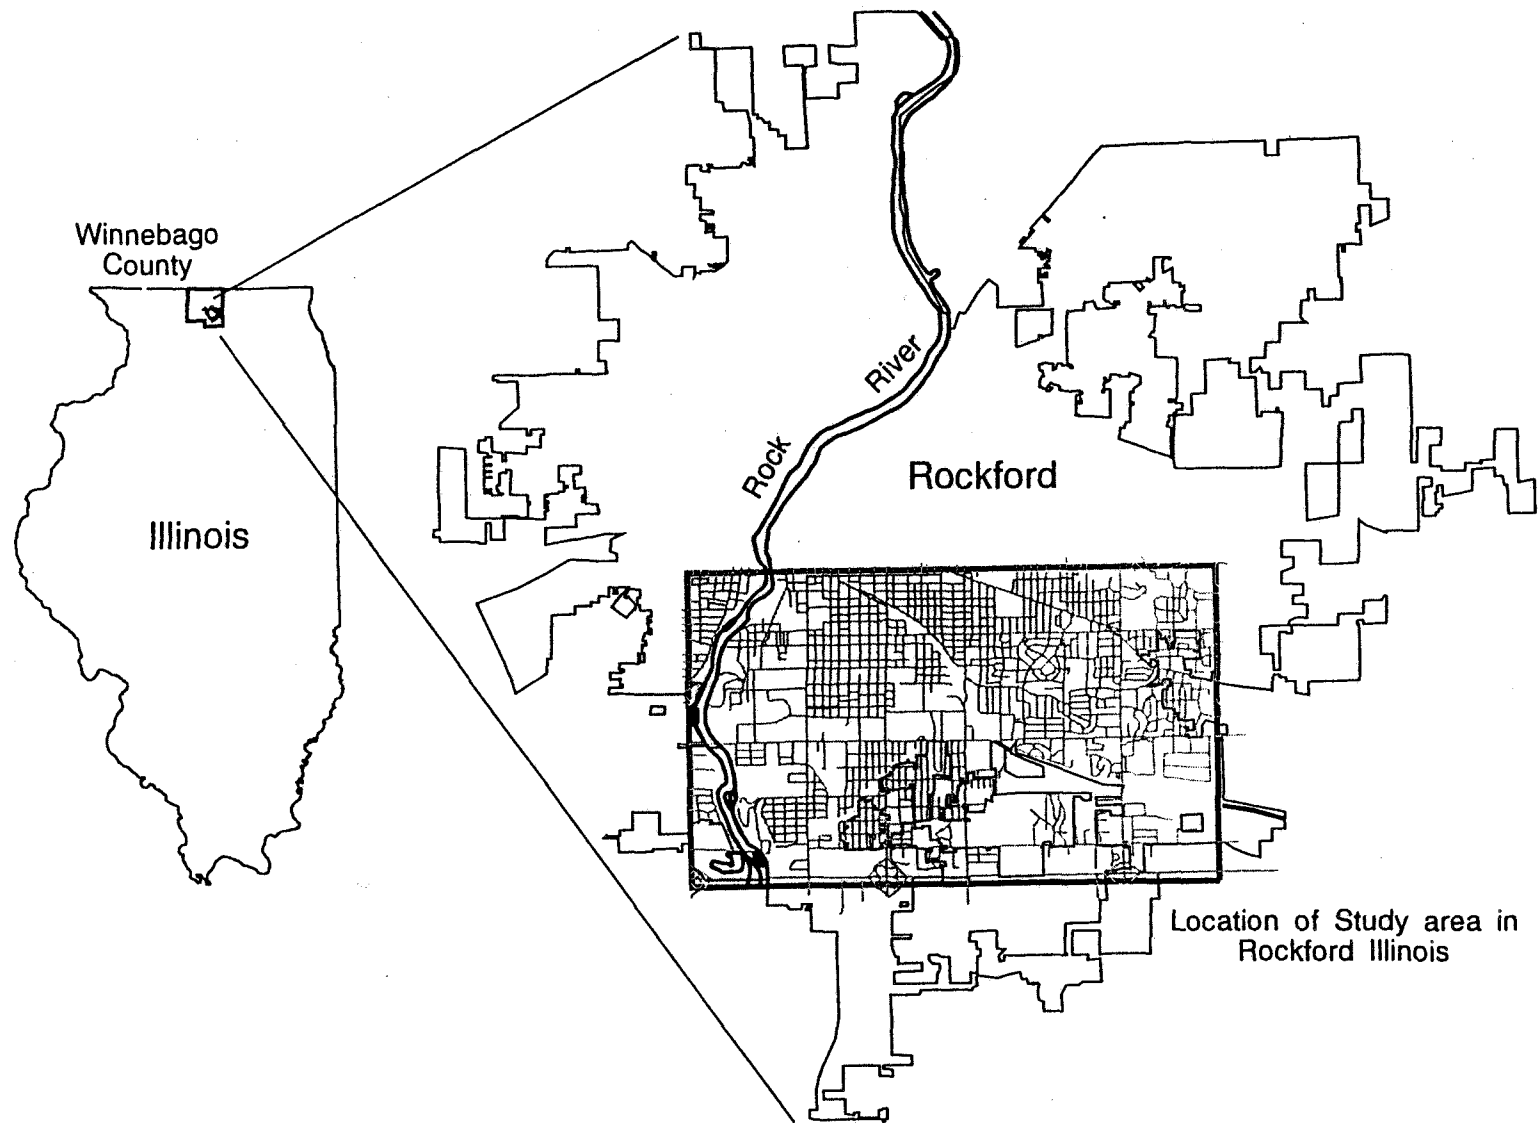 Winnebago
County
Illinois
Rock River
Rockford
Location of Study area in
Rockford Illinois